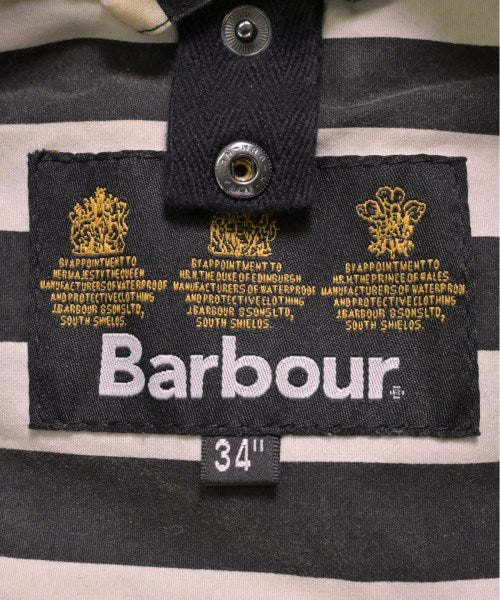 BY APPOINTMENT TO
HER MAJESTY THE QUEEN
MANUFACTURERS OF WATERPROOF
AND PROTECTIVE CLOTHING
J.BARBOUR & SONS LTD,
SOUTH SHIELDS.
BY APPOINTMENT TO
H.R.H. THE DUKE OF EDINBURGH
MANUFACTURERS OF WATERPROOF
AND PROTECTIVE CLOTHING
J.BARBOUR & SONS LTD,
SOUTH SHIELDS.
BY APPOINTMENT TO
H.R.H. THE PRINCE OF WALES
MANUFACTURERS OF WATERPROOF
AND PROTECTIVE CLOTHING
J.BARBOUR & SONS LTD,
SOUTH SHIELDS.
Barbour
34"